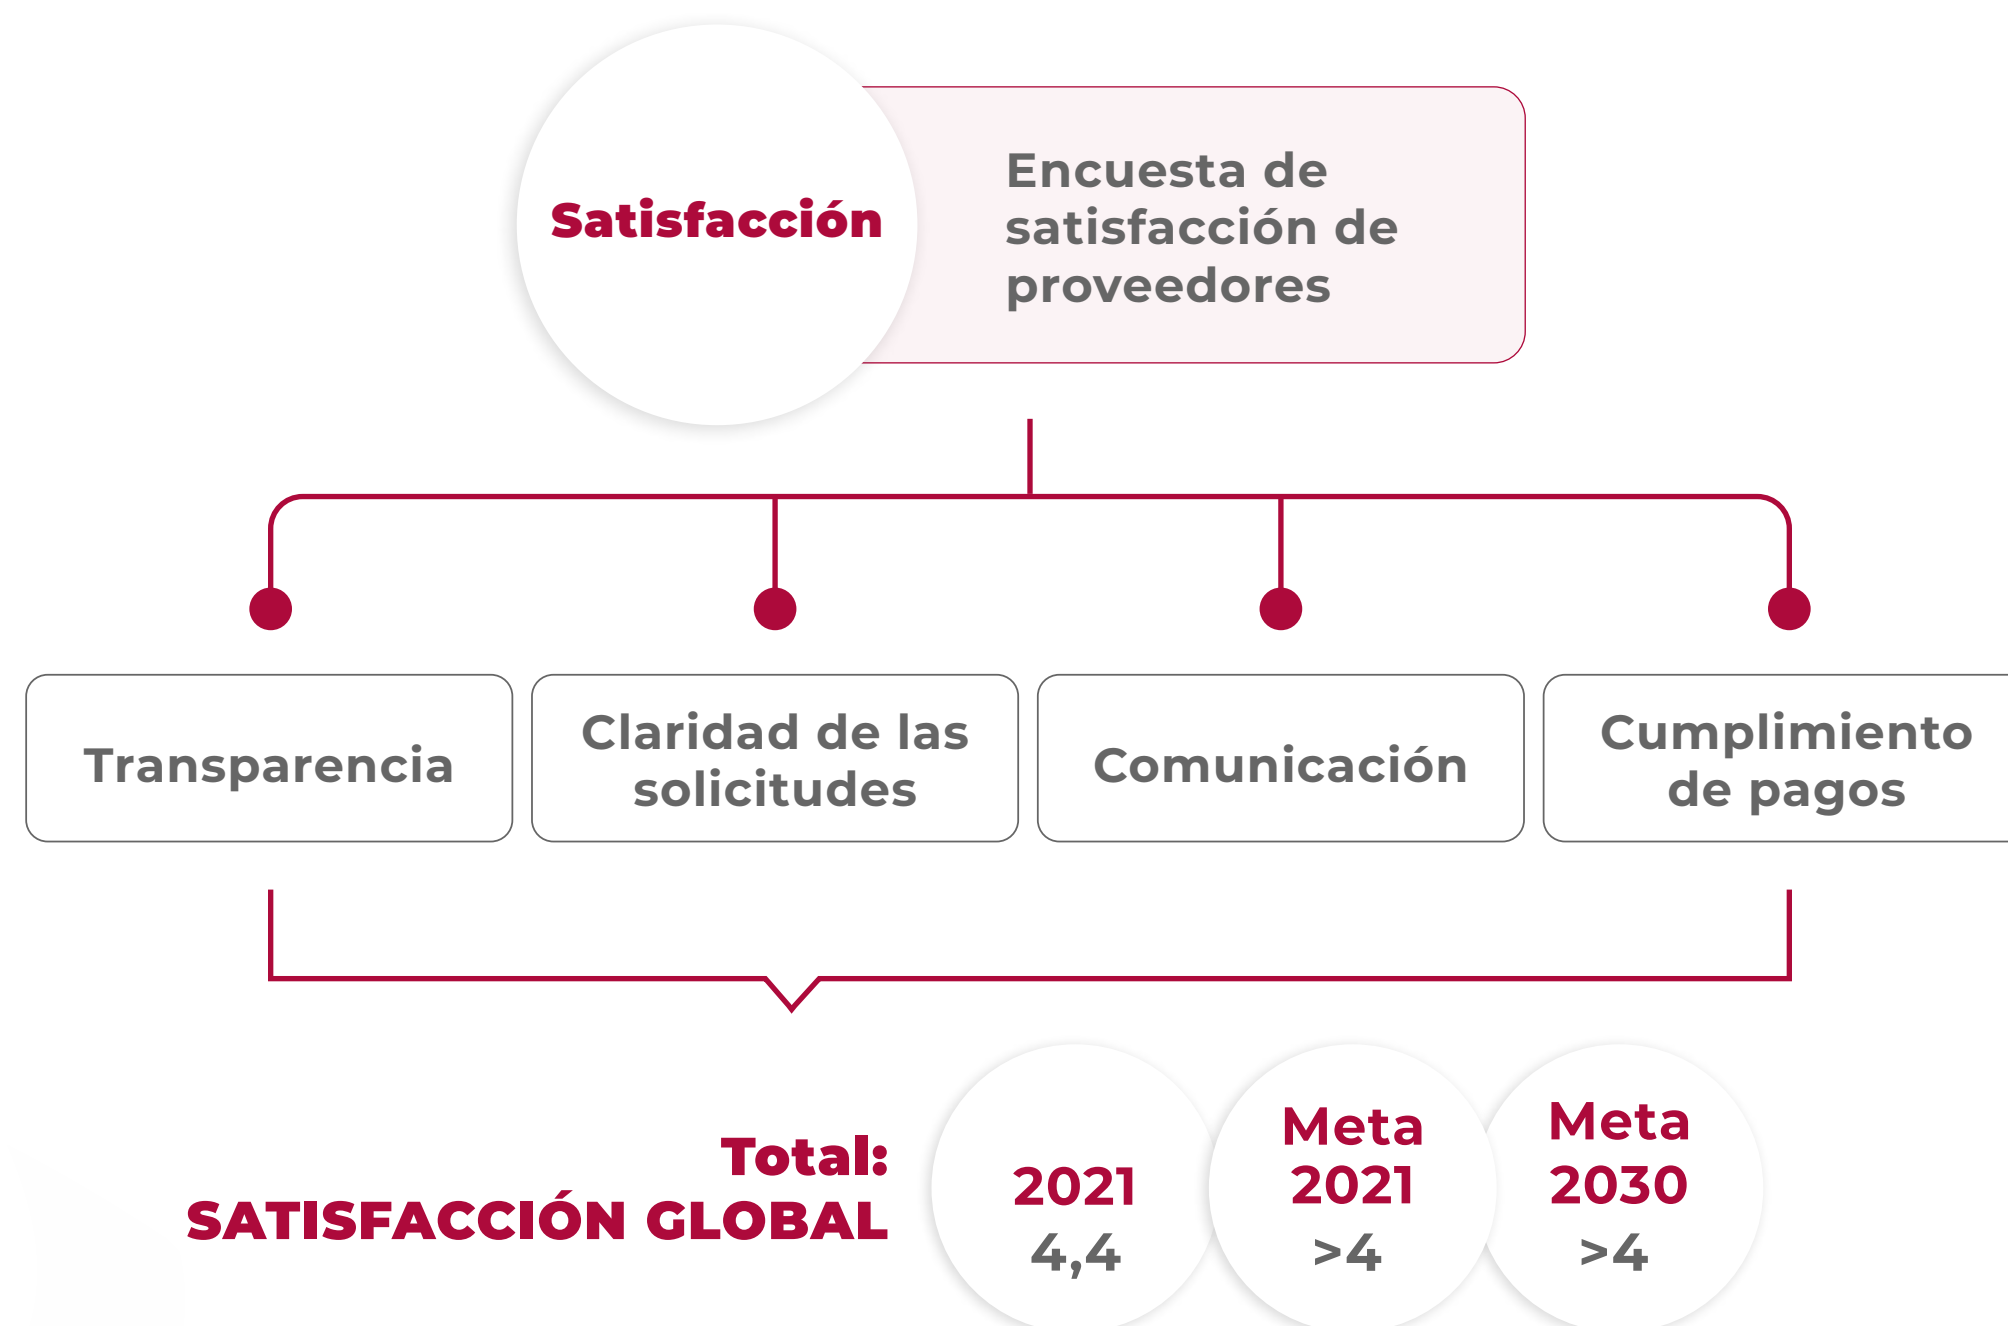 Satisfacción
Encuesta de
satisfacción de
proveedores
Transparencia
Claridad de las
solicitudes
Comunicación
Cumplimiento
de pagos
Total:
SATISFACCIÓN GLOBAL
2021
4,4
Meta
2021
>4
Meta
2030
>4